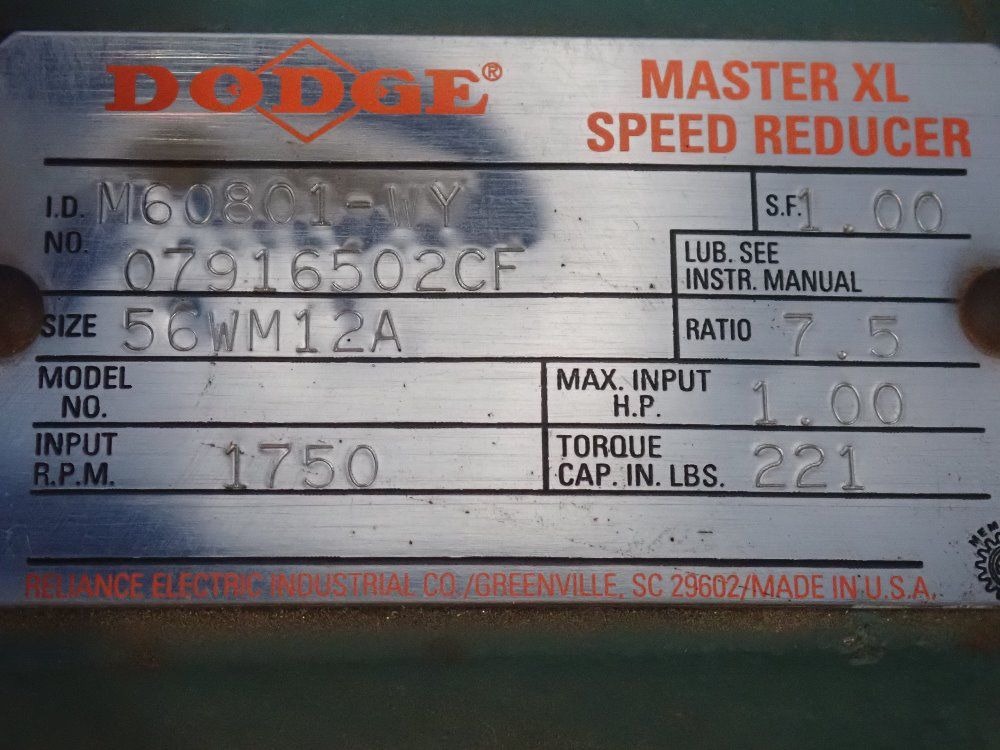 DODGE®
MASTER XL
SPEED REDUCER
I.D. M60801-WY
NO. 07916502CF
S.F. 1.00
LUB. SEE
INSTR. MANUAL
SIZE 56WM12A
RATIO 7.5
MODEL
NO.
MAX. INPUT
H.P. 1.00
INPUT
R.P.M. 1750
TORQUE
CAP. IN. LBS. 221
RELIANCE ELECTRIC INDUSTRIAL CO./GREENVILLE, SC 29602/MADE IN U.S.A.